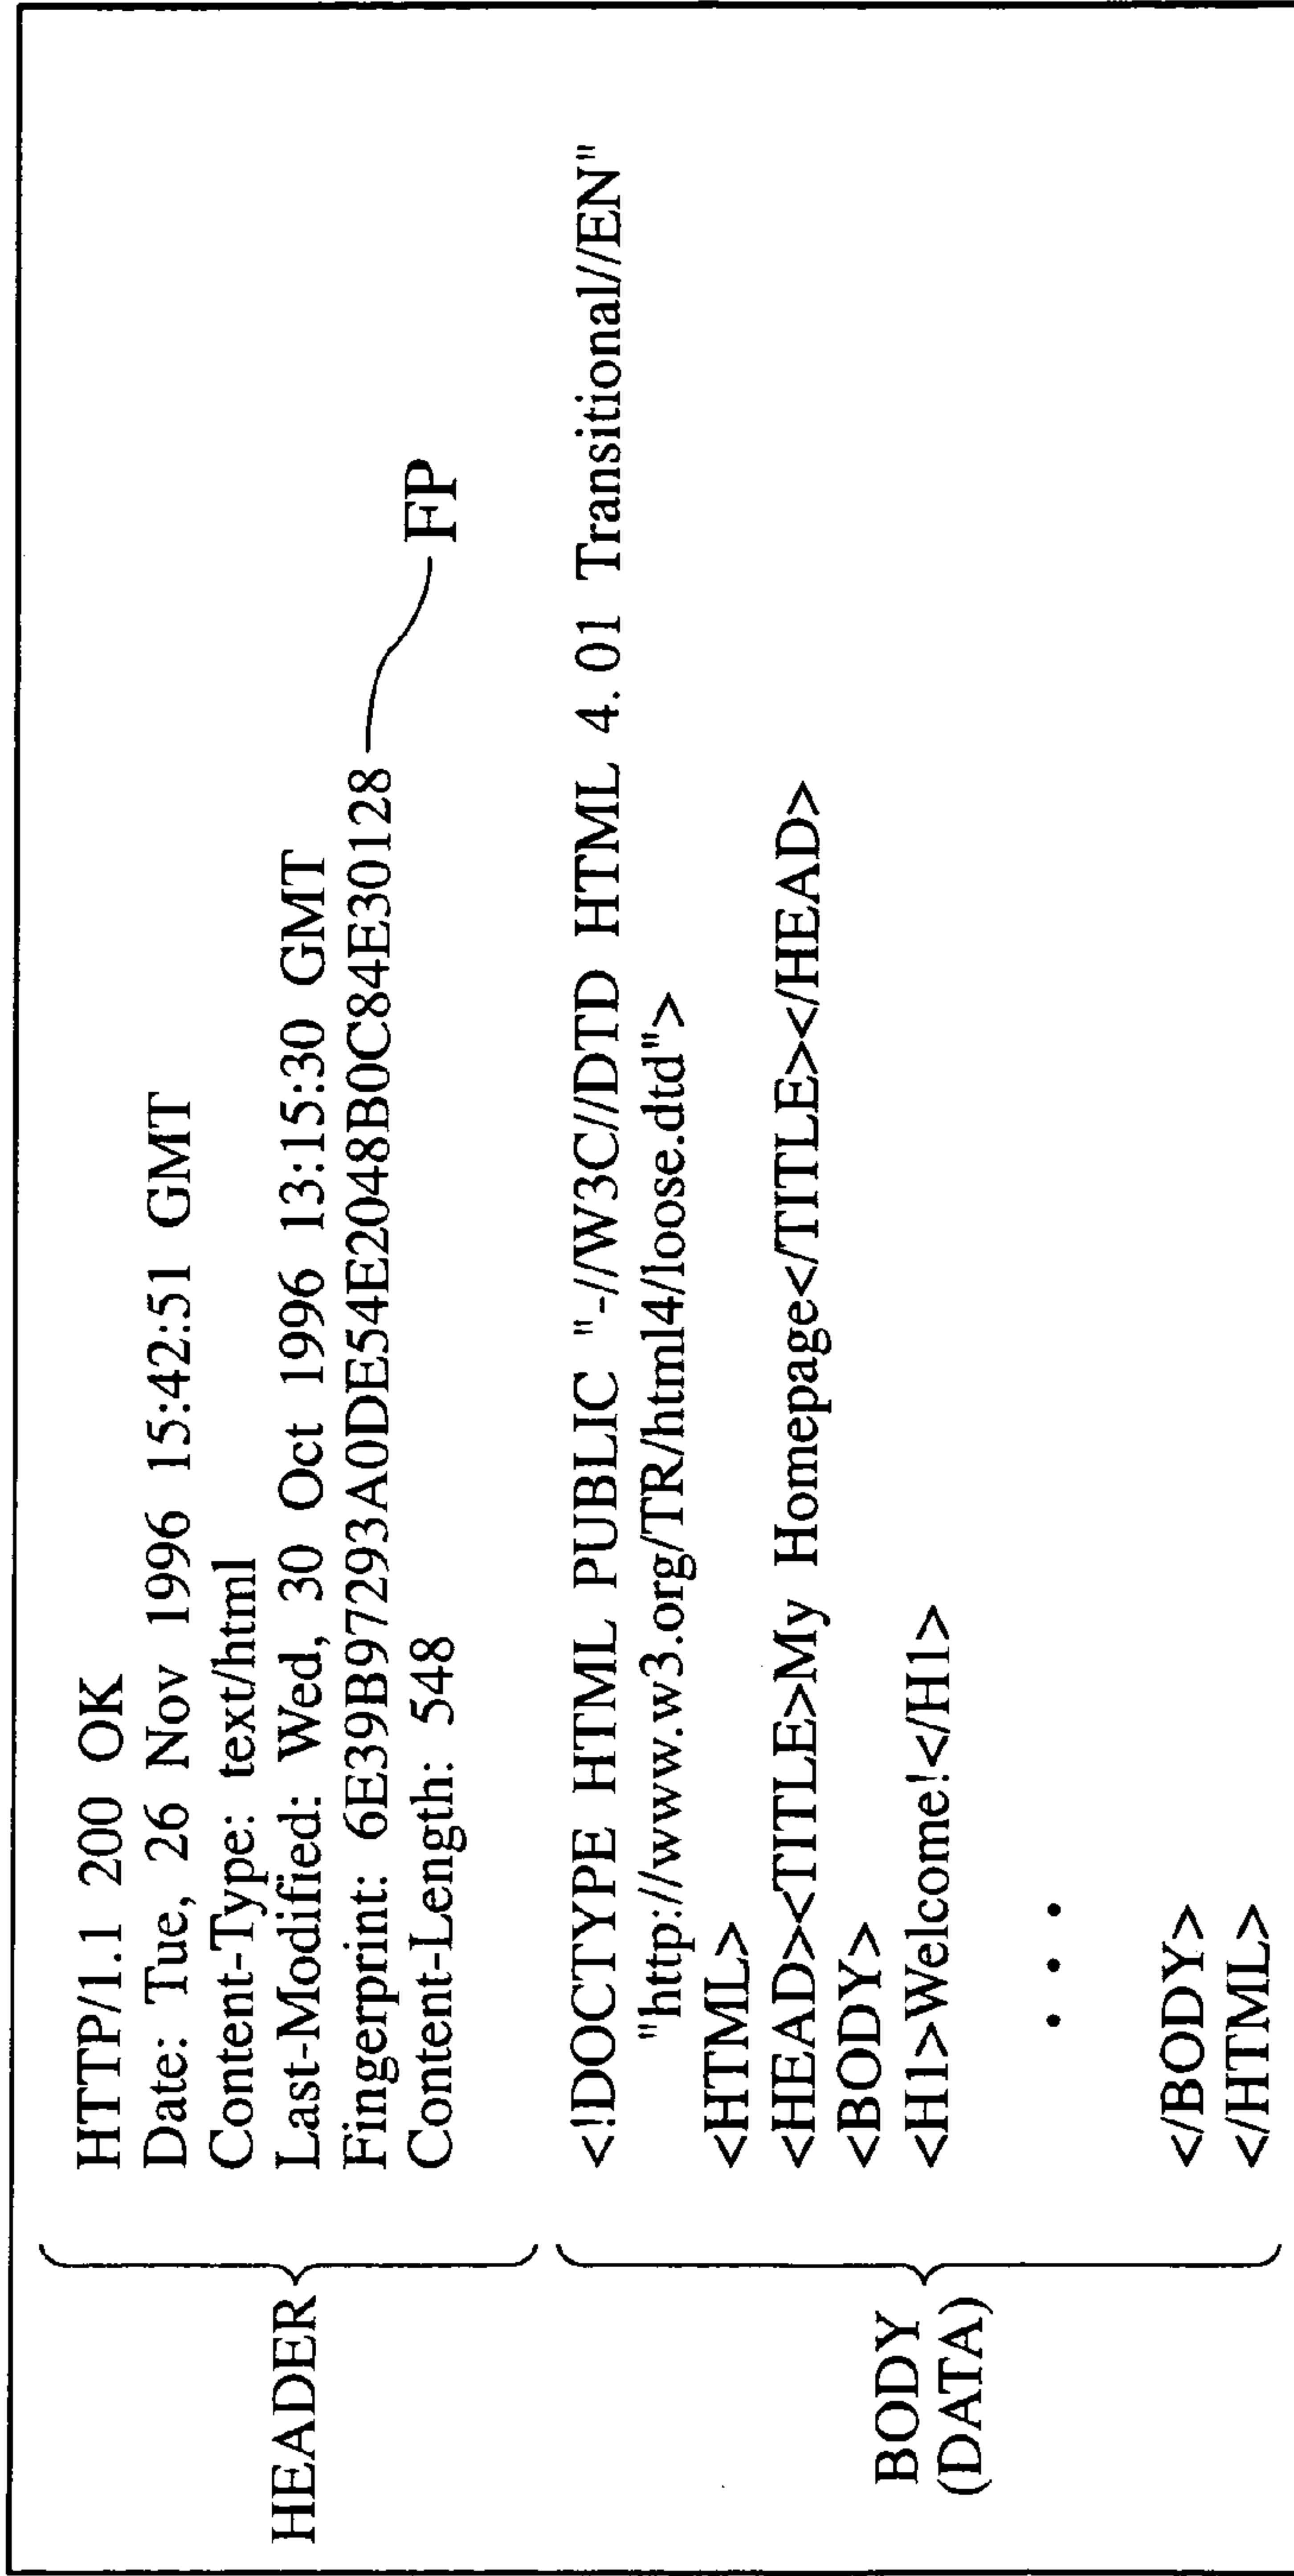 HEADER
HTTP/1.1 200 OK
Date: Tue, 26 Nov 1996 15:42:51 GMT
Content-Type: text/html
Last-Modified: Wed, 30 Oct 1996 13:15:30 GMT
Fingerprint: 6E39B97293A0DE54E2048B0C84E30128
FP
Content-Length: 548
BODY
(DATA)
<!DOCTYPE HTML PUBLIC "-//W3C//DTD HTML 4.01 Transitional//EN"
"http://www.w3.org/TR/html4/loose.dtd">
<HTML>
<HEAD><TITLE>My Homepage</TITLE></HEAD>
<BODY>
<H1>Welcome!</H1>
• • •
</BODY>
</HTML>